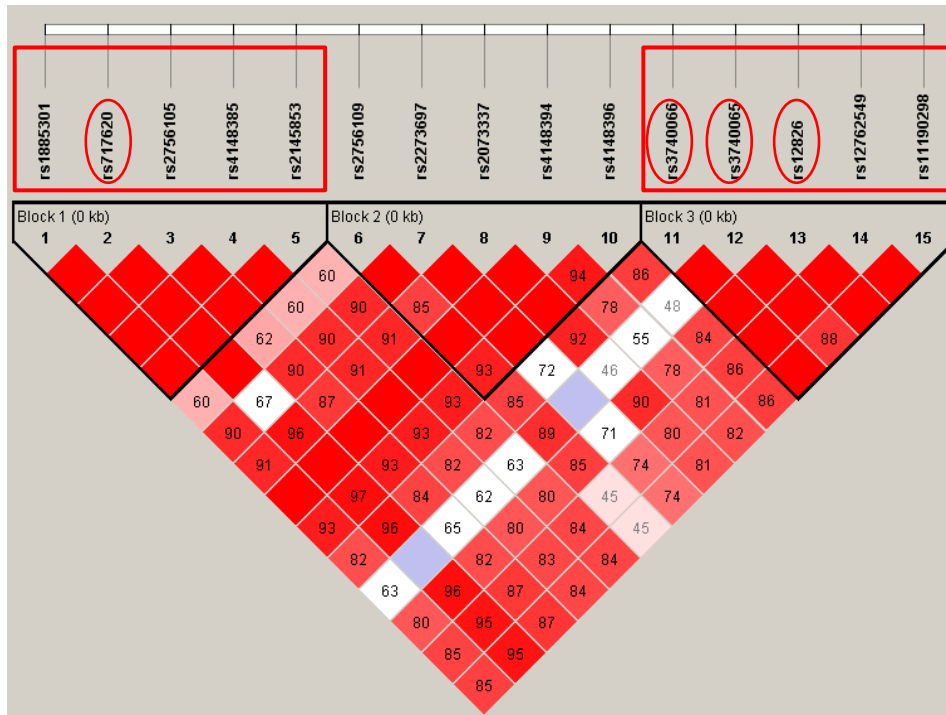 rs1885301
rs717620
rs2756105
rs4148385
rs2145853
rs2756109
rs2273697
rs2073337
rs4148394
rs4148396
rs3740066
rs3740065
rs12826
rs12762549
rs11190298
Block 1 (0 kb) Block 2 (0 kb) Block 3 (0 kb)
1 2 3 4 5 6 7 8 9 10 11 12 13 14 15
60 94 86
60 90 85 78 48
62 90 91 92 55 84 88
90 91 93 72 46 78 86
60 67 87 93 85 90 81 86
90 96 93 82 89 71 80 82
91 93 82 63 85 74 81
97 84 62 80 45 74
93 96 65 80 84 45
82 82 83 84
63 96 87 84
80 95 87
85 95
85